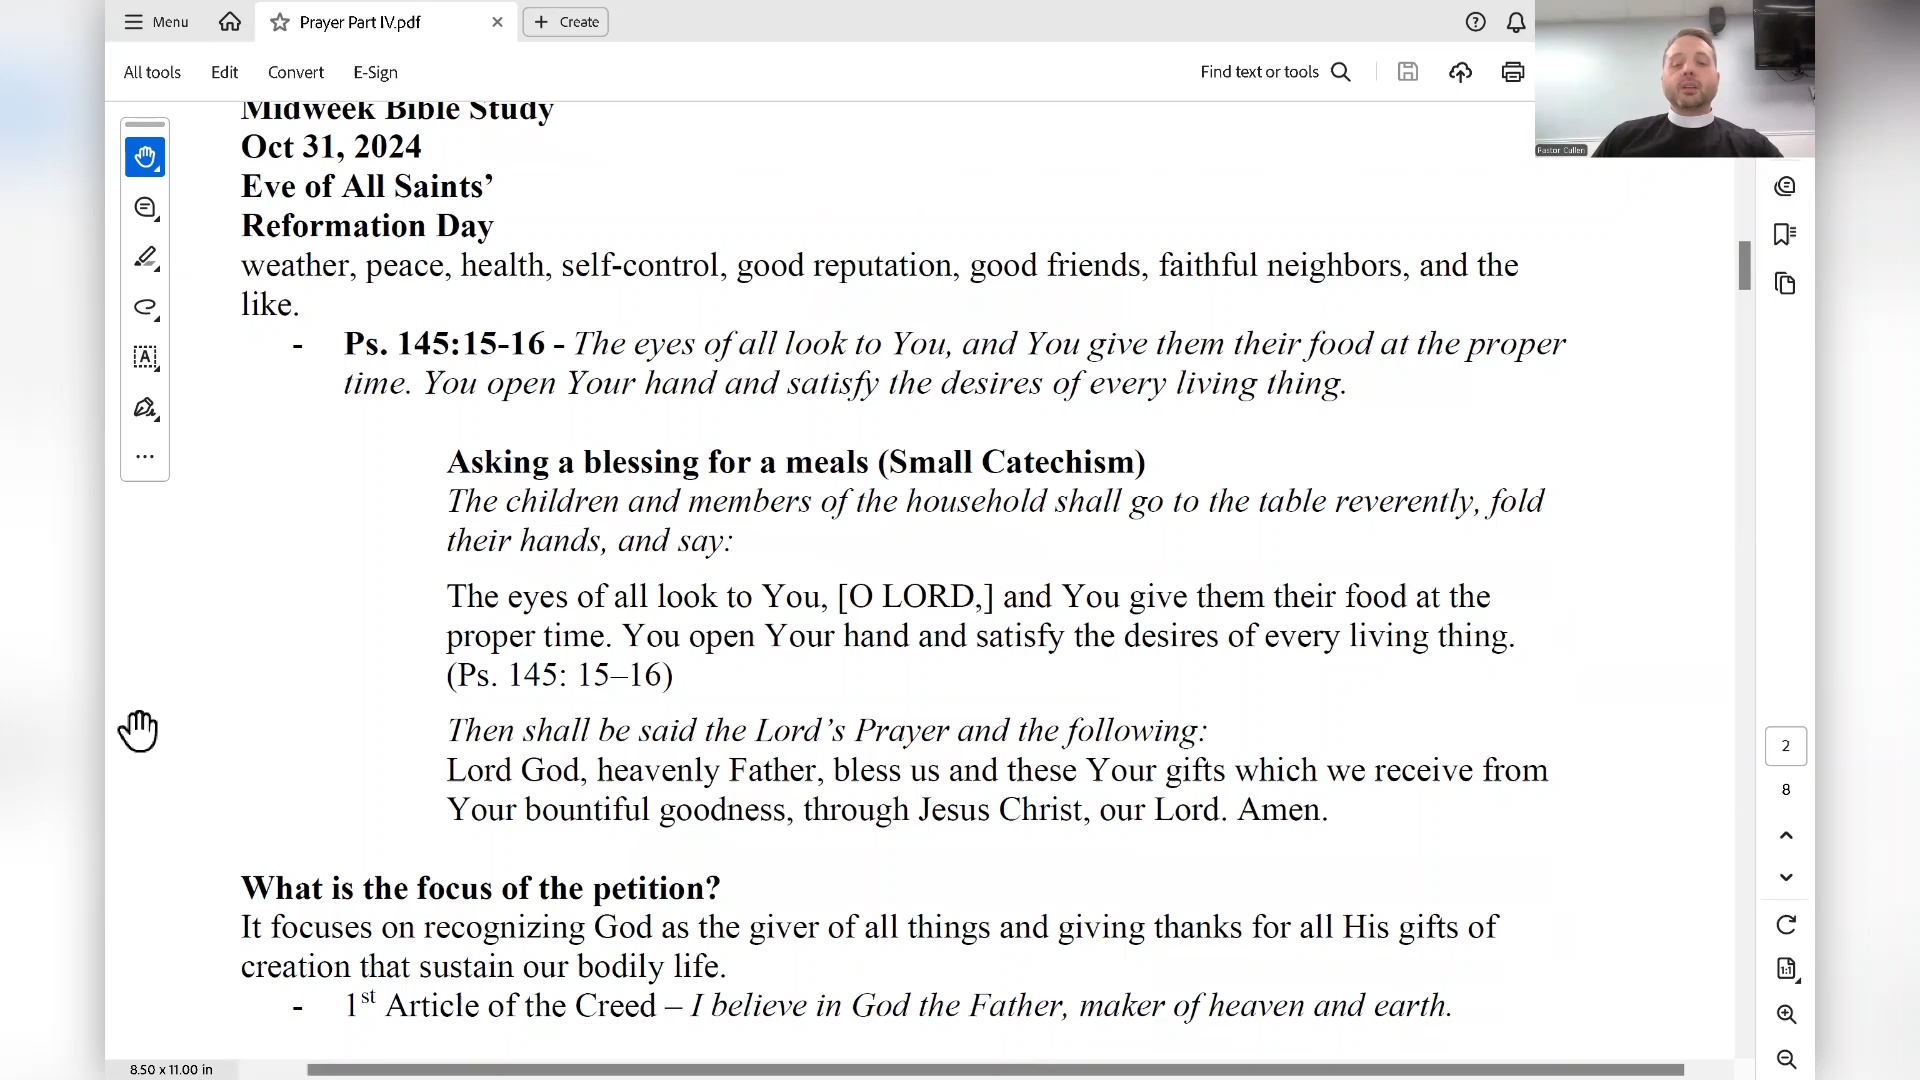 Menu
Prayer Part IV.pdf
Create
All tools
Edit
Convert
E-Sign
Find text or tools
Pastor Cullen
Midweek Bible Study
Oct 31, 2024
Eve of All Saints’
Reformation Day
weather, peace, health, self-control, good reputation, good friends, faithful neighbors, and the
like.
- Ps. 145:15-16 - The eyes of all look to You, and You give them their food at the proper
time. You open Your hand and satisfy the desires of every living thing.
Asking a blessing for a meals (Small Catechism)
The children and members of the household shall go to the table reverently, fold
their hands, and say:
The eyes of all look to You, [O LORD,] and You give them their food at the
proper time. You open Your hand and satisfy the desires of every living thing.
(Ps. 145: 15–16)
Then shall be said the Lord’s Prayer and the following:
Lord God, heavenly Father, bless us and these Your gifts which we receive from
Your bountiful goodness, through Jesus Christ, our Lord. Amen.
What is the focus of the petition?
It focuses on recognizing God as the giver of all things and giving thanks for all His gifts of
creation that sustain our bodily life.
- 1st Article of the Creed – I believe in God the Father, maker of heaven and earth.
2
8
8.50 x 11.00 in